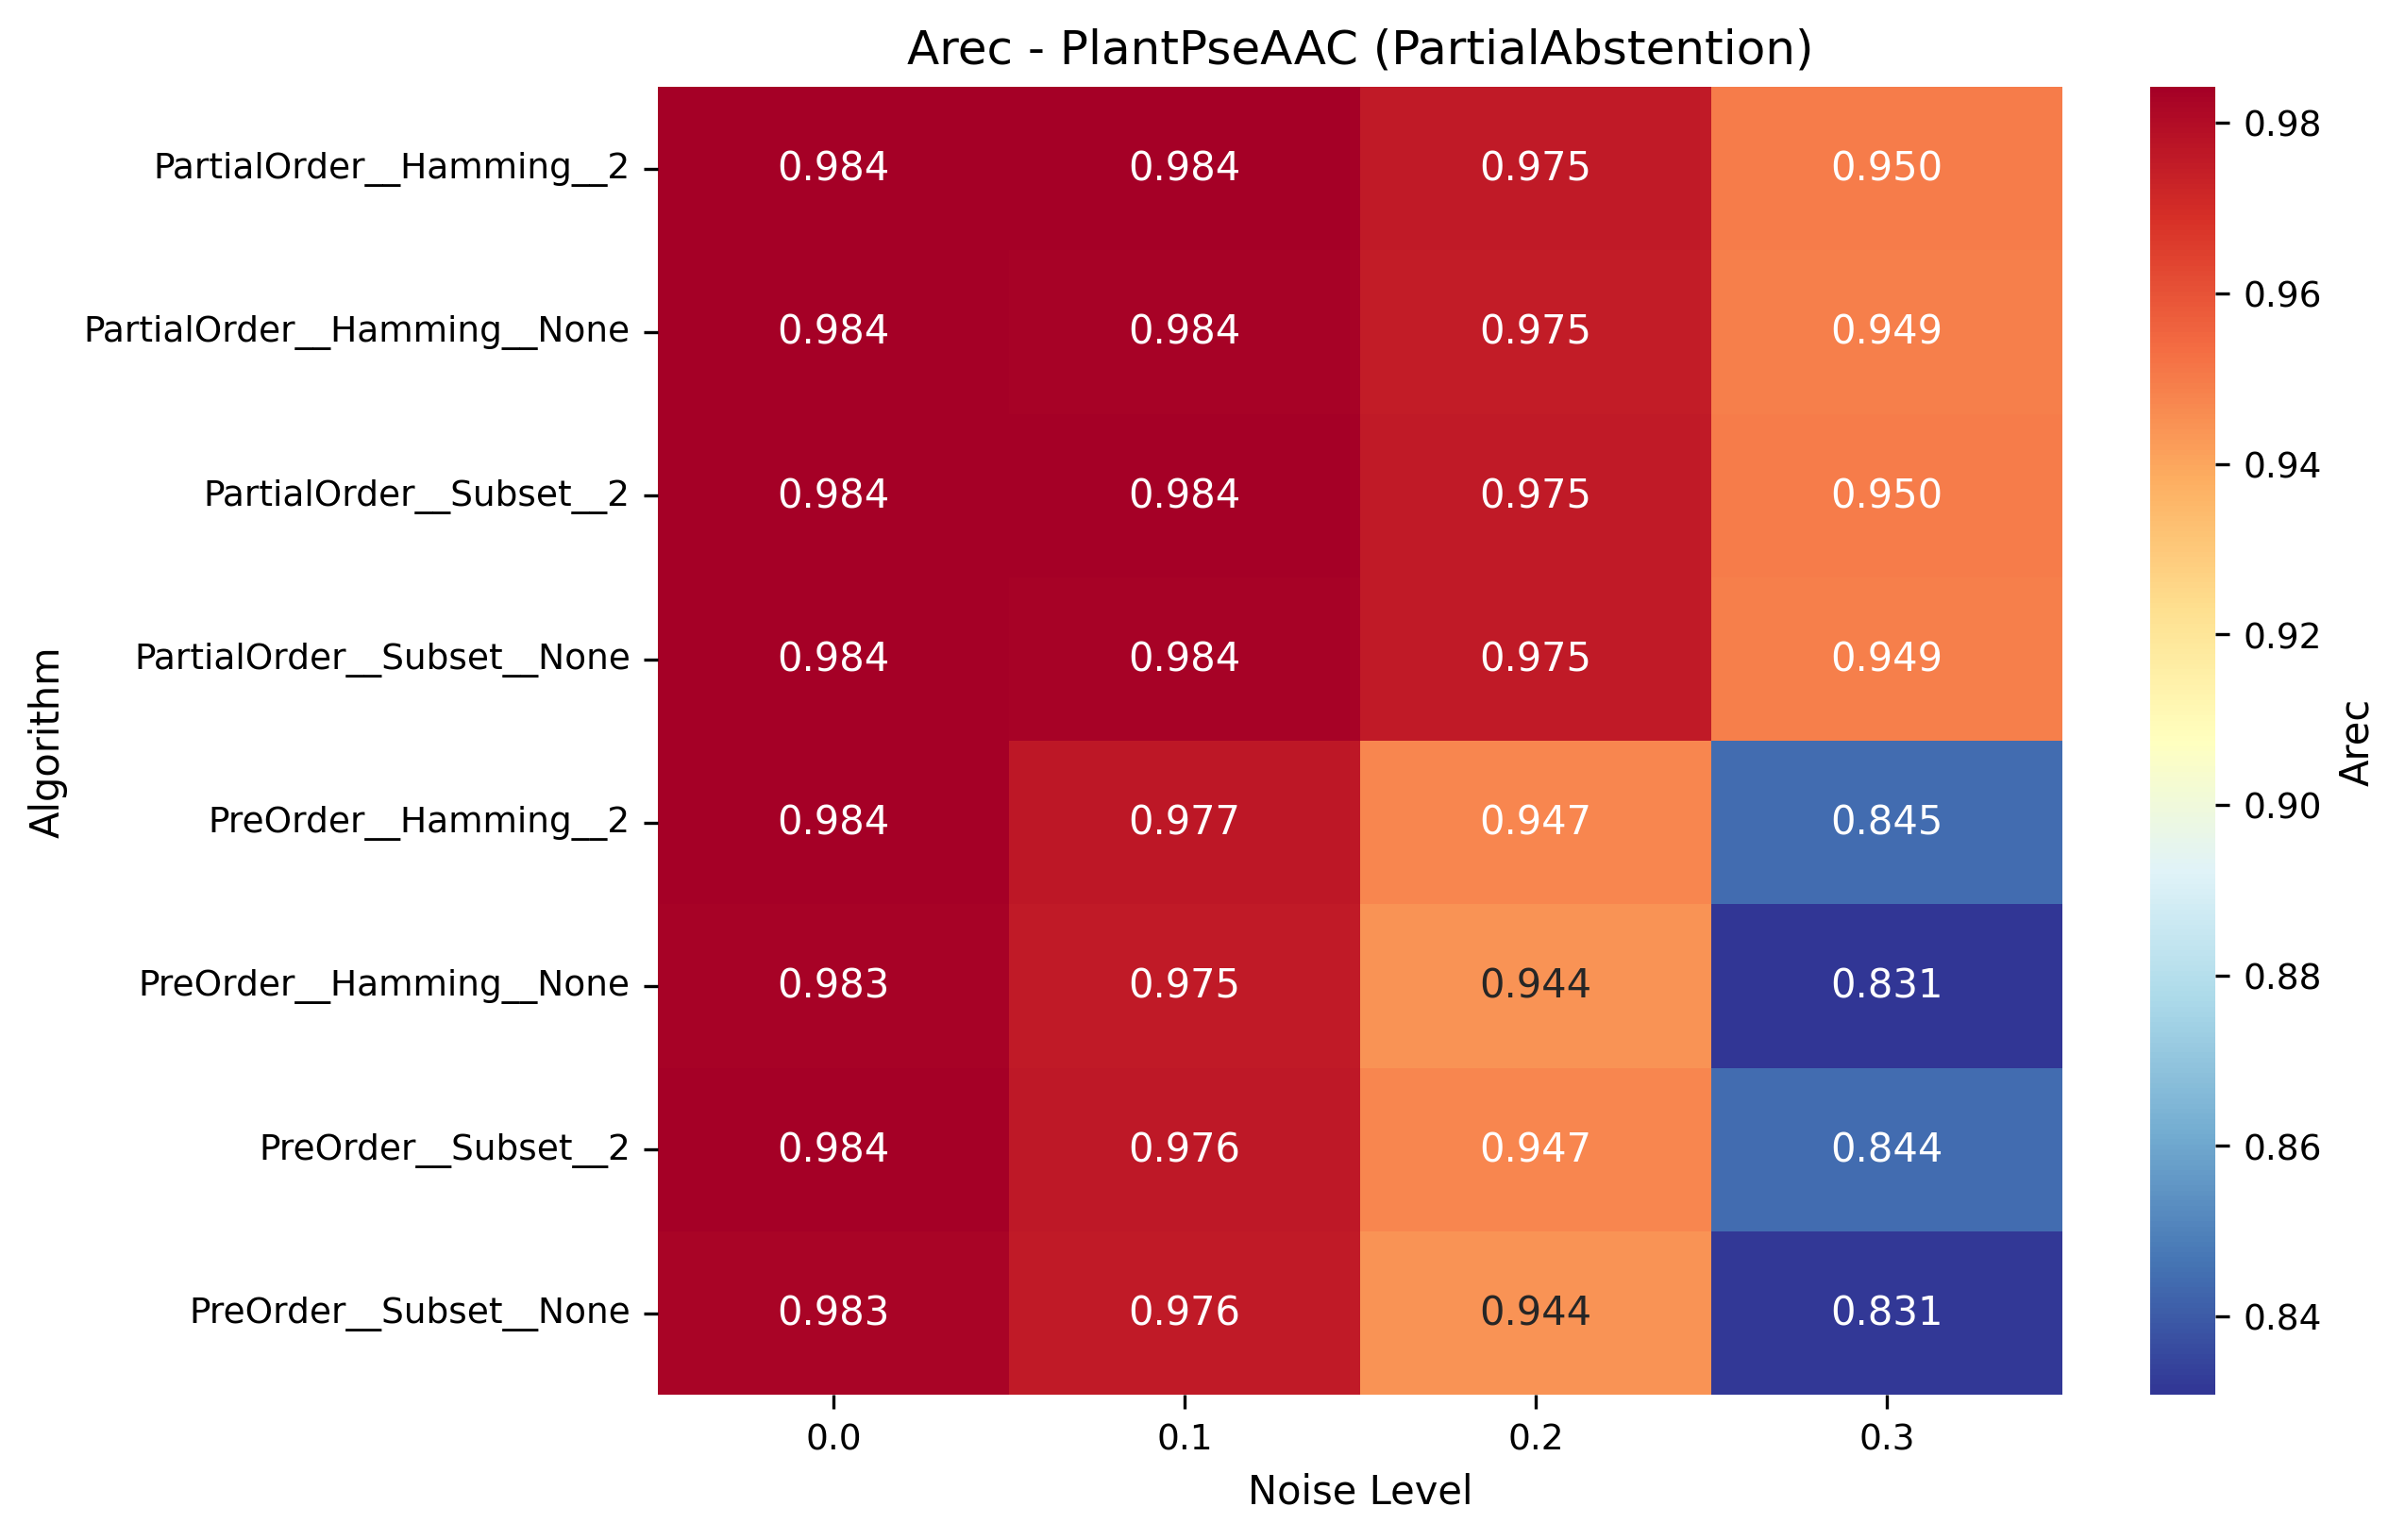 Arec - PlantPseAAC (PartialAbstention)
Algorithm
PartialOrder__Hamming__2 0.984 0.984 0.975 0.950
PartialOrder__Hamming__None 0.984 0.984 0.975 0.949
PartialOrder__Subset__2 0.984 0.984 0.975 0.950
PartialOrder__Subset__None 0.984 0.984 0.975 0.949
PreOrder__Hamming__2 0.984 0.977 0.947 0.845
PreOrder__Hamming__None 0.983 0.975 0.944 0.831
PreOrder__Subset__2 0.984 0.976 0.947 0.844
PreOrder__Subset__None 0.983 0.976 0.944 0.831
0.0 0.1 0.2 0.3
Noise Level
0.98
0.96
0.94
0.92
0.90
0.88
0.86
0.84
Arec